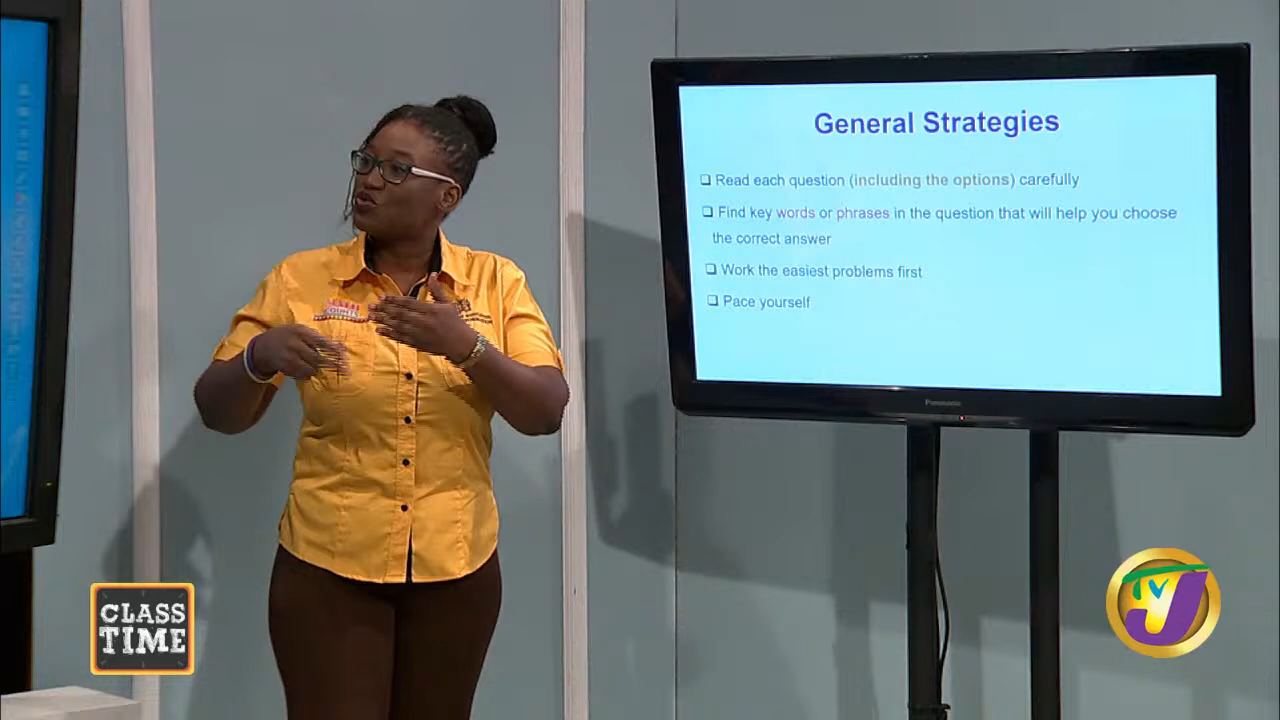 General Strategies
❑ Read each question (including the options) carefully
❑ Find key words or phrases in the question that will help you choose
the correct answer
❑ Work the easiest problems first
❑ Pace yourself
Panasonic
CLASS
TIME
TVJ